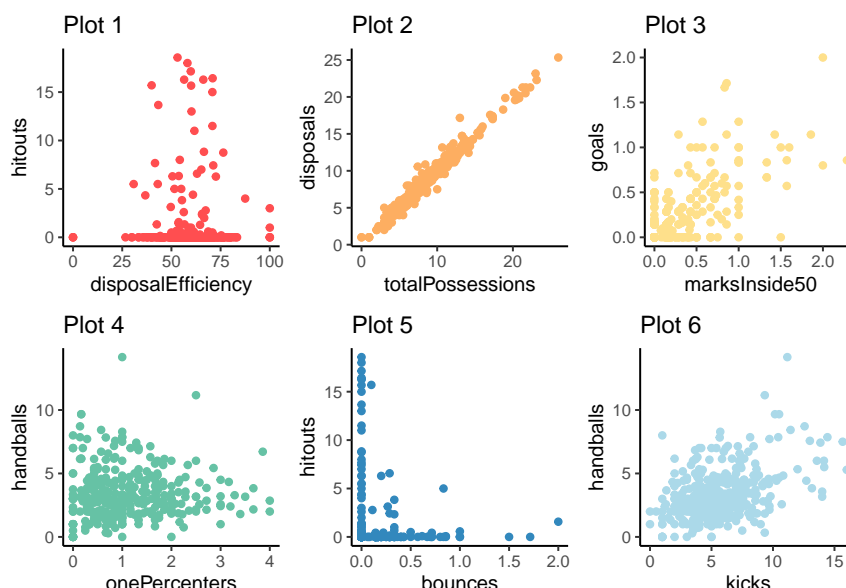 Plot 1
Plot 2
Plot 3
hitouts
15
10
5
0
0
25
50
75
100
disposalEfficiency
disposals
25
20
15
10
5
0
0
10
20
totalPossessions
goals
2.0
1.5
1.0
0.5
0.0
0.0
0.5
1.0
1.5
2.0
marksInside50
Plot 4
Plot 5
Plot 6
handballs
10
5
0
0
1
2
3
4
onePercenters
hitouts
15
10
5
0
0.0
0.5
1.0
1.5
2.0
bounces
handballs
10
5
0
0
5
10
15
kicks